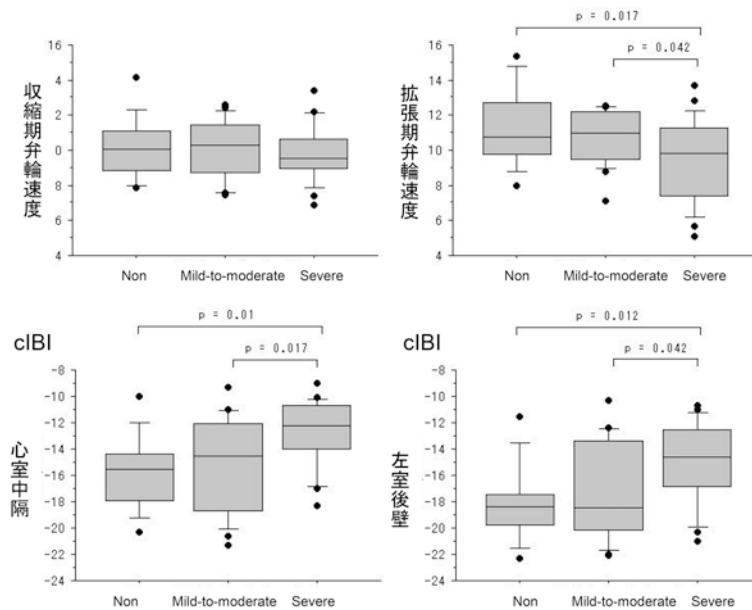 16
4
2
0
8
6
4
収縮期弁輪速度
Non
Mild-to-moderate
Severe
p = 0.017
p = 0.042
16
14
12
10
8
6
4
拡張期弁輪速度
Non
Mild-to-moderate
Severe
cIBI
p = 0.01
p = 0.017
-8
-10
-12
-14
-16
-18
-20
-22
-24
心室中隔
Non
Mild-to-moderate
Severe
cIBI
p = 0.012
p = 0.042
-8
-10
-12
-14
-16
-18
-20
-22
-24
左室後壁
Non
Mild-to-moderate
Severe